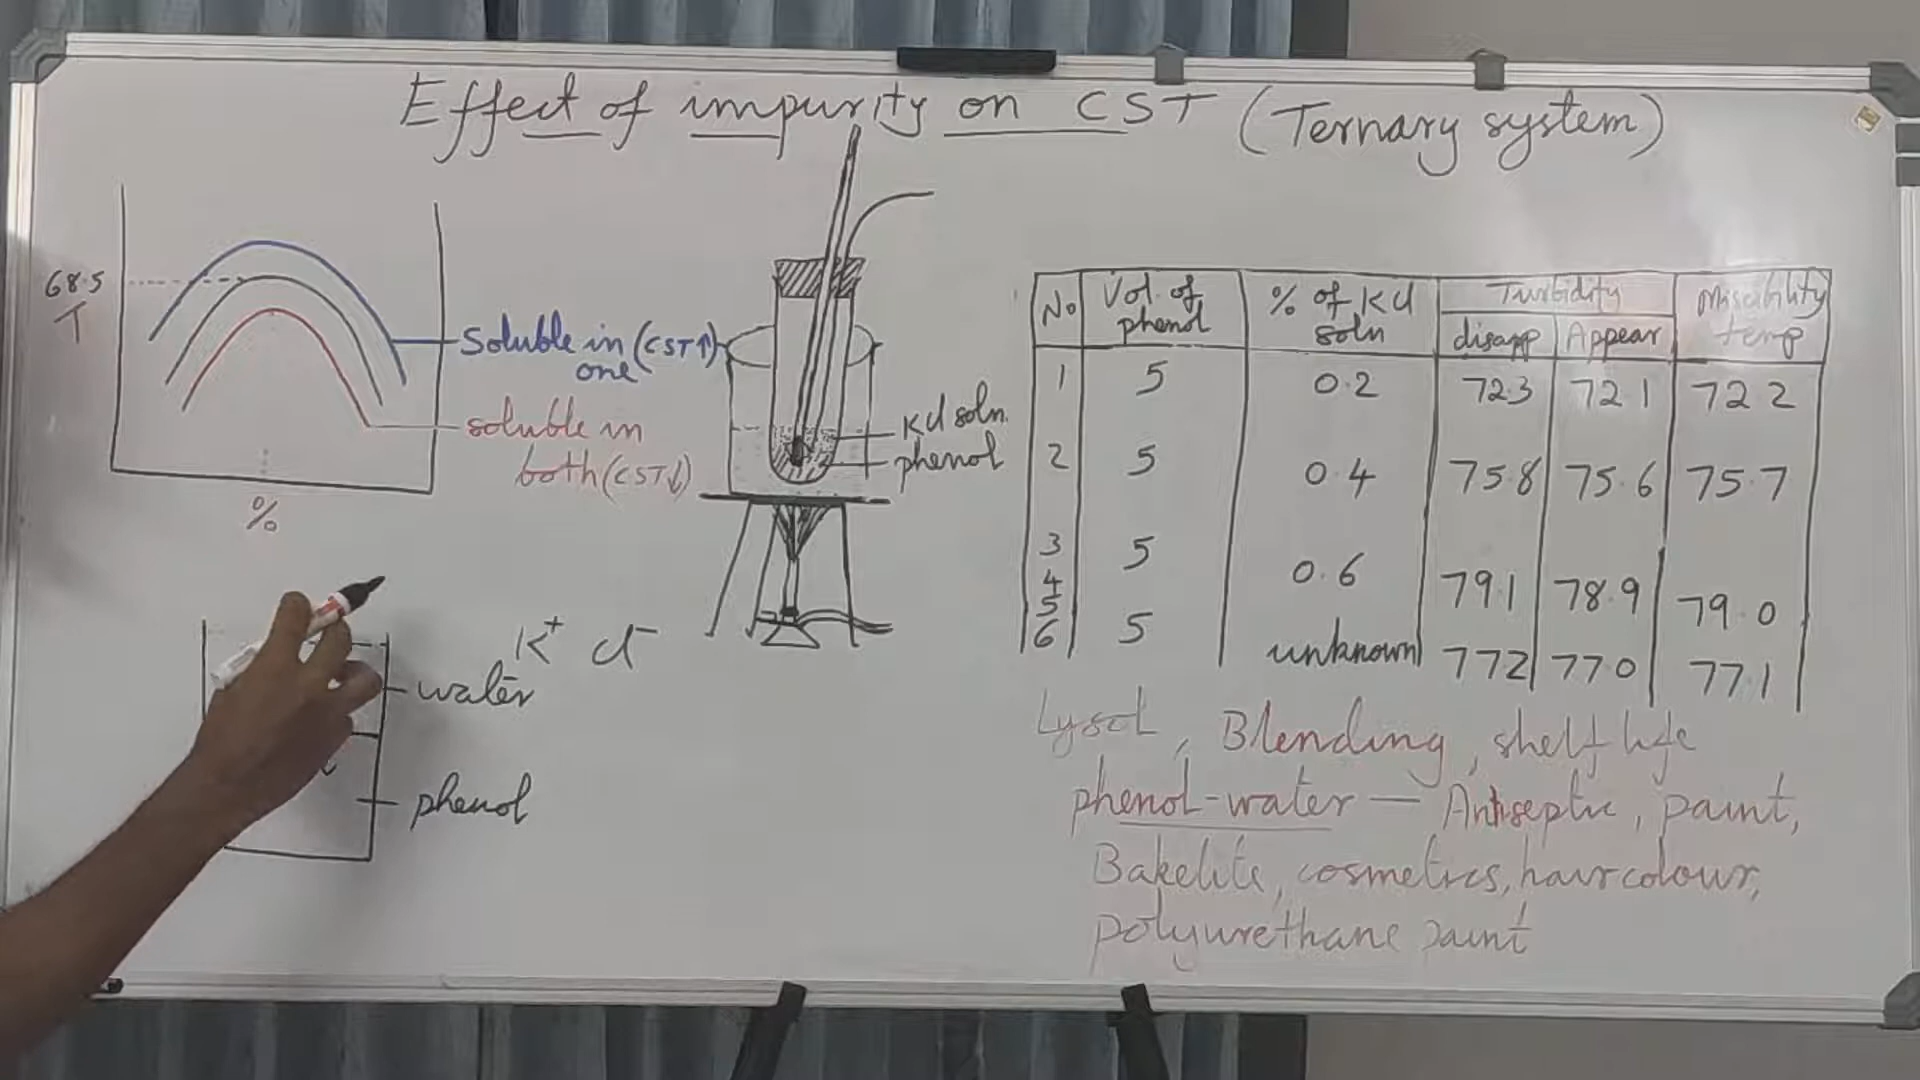 Effect of impurity on CST (Ternary system)
68.5
T
%
Soluble in (CST↑)
one
soluble in
both (CST↓)
KCl soln.
phenol
K⁺ Cl⁻
water
phenol
No
Vol. of phenol
% of KCl soln
Turbidity
disapp
Appear
Miscibility temp
1 5 0.2 72.3 72.1 72.2
2 5 0.4 75.8 75.6 75.7
3 5 0.6 79.1 78.9 79.0
4
5
6 5 unknown 77.2 77.0 77.1
Lysol, Blending, shelf life
phenol-water — Antiseptic, paint,
Bakelite, cosmetics, hair colour,
polyurethane paint